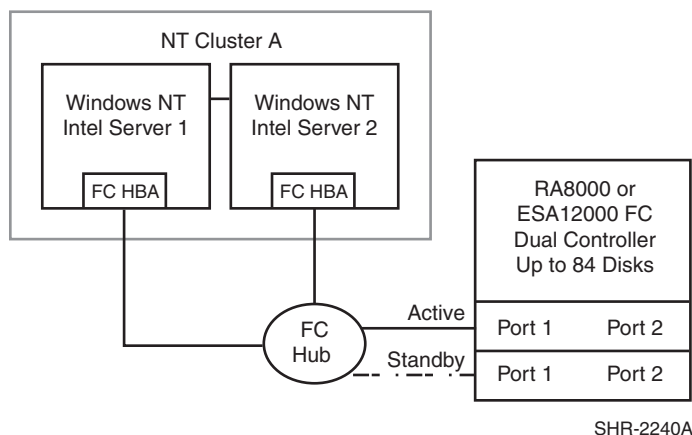 NT Cluster A
Windows NT
Intel Server 1
FC HBA
Windows NT
Intel Server 2
FC HBA
RA8000 or
ESA12000 FC
Dual Controller
Up to 84 Disks
FC
Hub
Active
Standby
Port 1 Port 2
Port 1 Port 2
SHR-2240A